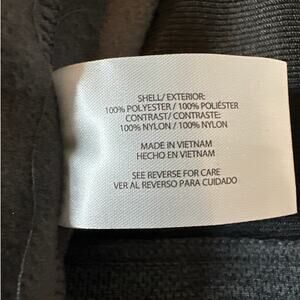 SHELL/ EXTERIOR:
100% POLYESTER / 100% POLIÉSTER
CONTRAST/ CONTRASTE:
100% NYLON / 100% NYLON
MADE IN VIETNAM
HECHO EN VIETNAM
SEE REVERSE FOR CARE
VER AL REVERSO PARA CUIDADO